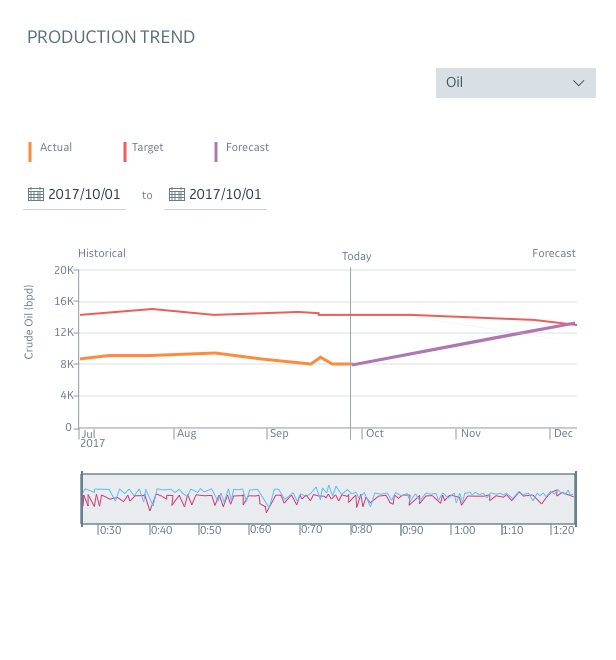 PRODUCTION TREND
Oil
Actual Target Forecast
2017/10/01 to 2017/10/01
Historical Today Forecast
Crude Oil (bpd)
20K
16K
12K
8K
4K
0
Jul Aug Sep Oct Nov Dec
2017
0:30 0:40 0:50 0:60 0:70 0:80 0:90 1:00 1:10 1:20